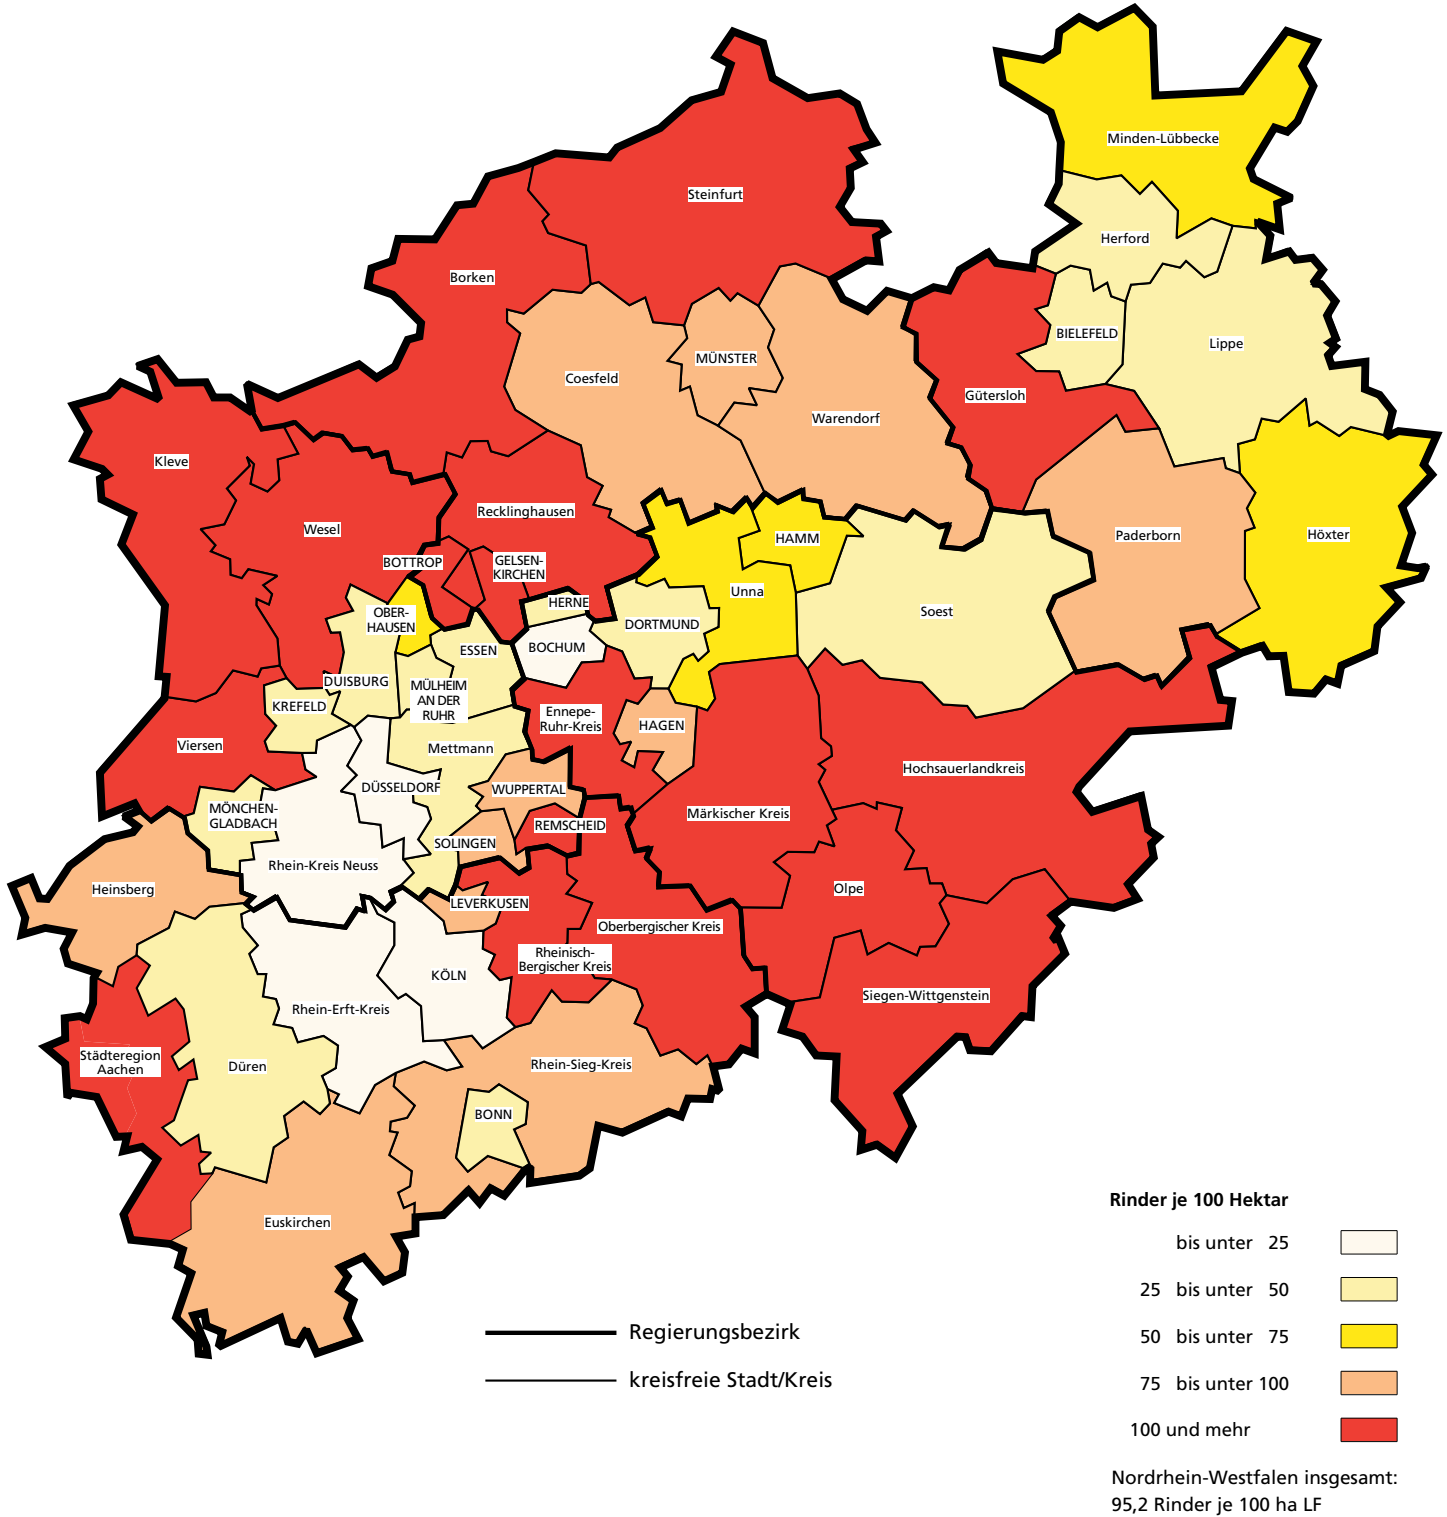 Minden-Lübbecke
Steinfurt
Herford
Borken
BIELEFELD
Lippe
MÜNSTER
Coesfeld
Gütersloh
Warendorf
Höxter
Kleve
Recklinghausen
Wesel
Paderborn
HAMM
BOTTROP
GELSEN-
KIRCHEN
Unna
HERNE
Soest
OBER-
HAUSEN
DORTMUND
ESSEN
BOCHUM
DUISBURG
MÜLHEIM
AN DER
RUHR
KREFELD
Ennepe-
Ruhr-Kreis
HAGEN
Viersen
Mettmann
Hochsauerlandkreis
DÜSSELDORF
WUPPERTAL
MÖNCHEN-
GLADBACH
Märkischer Kreis
REMSCHEID
SOLINGEN
Rhein-Kreis Neuss
Heinsberg
Olpe
LEVERKUSEN
Oberbergischer Kreis
Rheinisch-
Bergischer Kreis
KÖLN
Siegen-Wittgenstein
Rhein-Erft-Kreis
Städteregion
Aachen
Düren
Rhein-Sieg-Kreis
BONN
Euskirchen
Rinder je 100 Hektar
bis unter 25
25 bis unter 50
50 bis unter 75
75 bis unter 100
100 und mehr
Regierungsbezirk
kreisfreie Stadt/Kreis
Nordrhein-Westfalen insgesamt:
95,2 Rinder je 100 ha LF